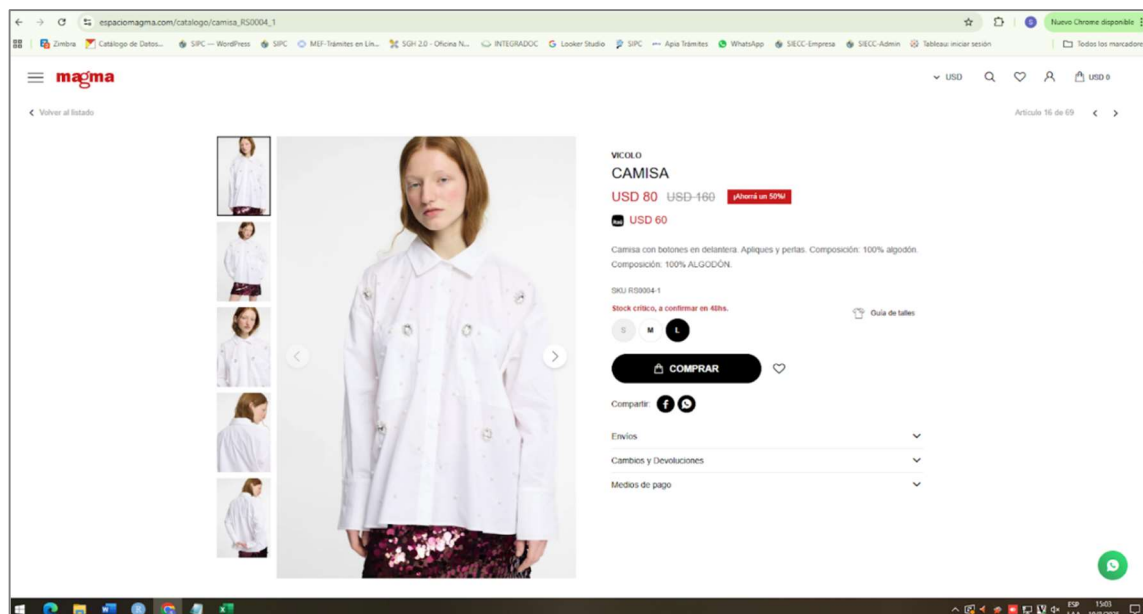 espaciomagma.com/catalogo/camisa_RS0004_1
S
Nuevo Chrome disponible
Zimbra
Catálogo de Datos...
SIPC — WordPress
SIPC
MEF-Trámites en Lín...
SGH 2.0 - Oficina N...
INTEGRADOC
Looker Studio
SIPC
Apia Trámites
WhatsApp
SIECC-Empresa
SIECC-Admin
Tableau: iniciar sesión
Todos los marcadores
magma
USD
USD 0
Volver al listado
Artículo 16 de 69
VICOLO
CAMISA
USD 80 USD 160 ¡Ahorrá un 50%!
USD 60
Camisa con botones en delantera. Apliques y perlas. Composición: 100% algodón.
Composición: 100% ALGODÓN.
SKU RS0004-1
Stock crítico, a confirmar en 48hs.
Guía de talles
S M L
COMPRAR
Compartir:
Envíos
Cambios y Devoluciones
Medios de pago
ESP
15:03